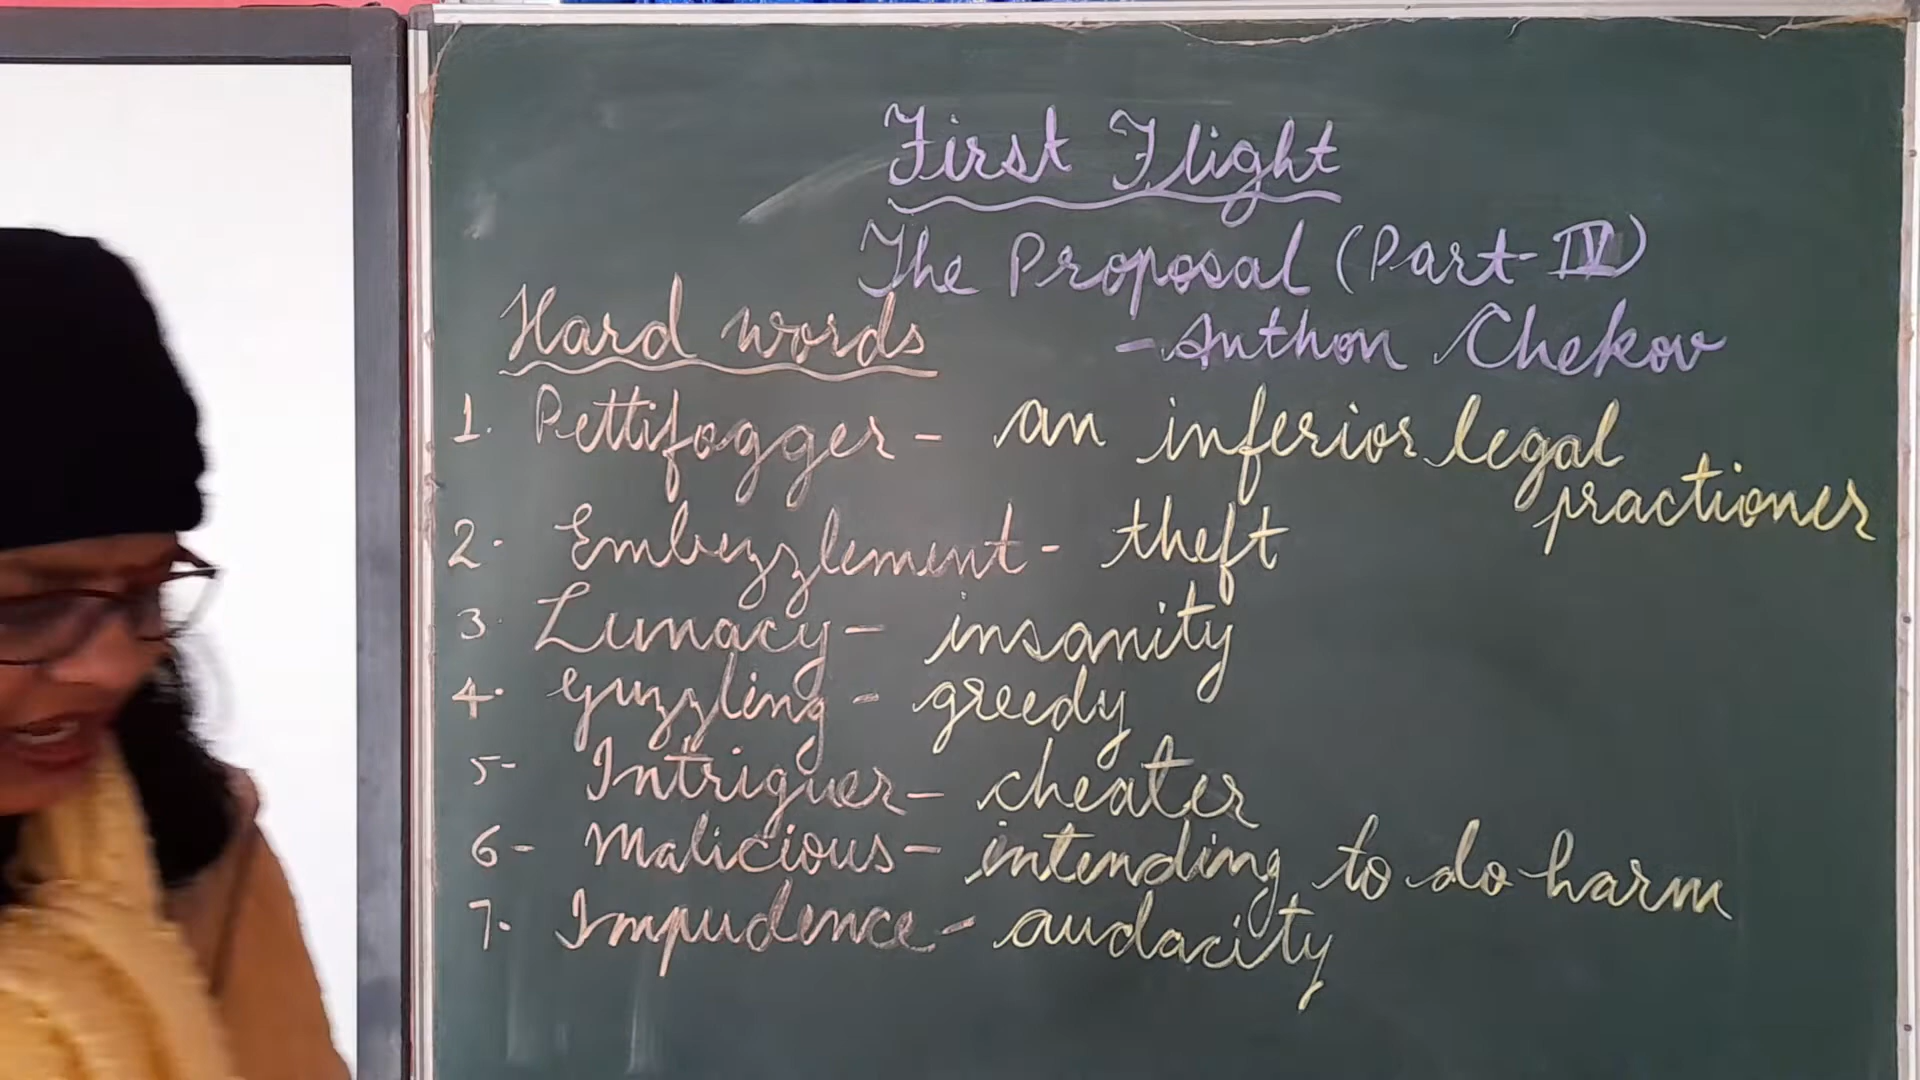 First Flight
The Proposal (Part-IV)
Hard words
- Anthon Chekov
1. Pettifogger - an inferior legal
practioner
2. Embezzlement - theft
3. Lunacy - insanity
4. Guzzling - greedy
5- Intriguer - cheater
6- Malicious - intending to do harm
7. Impudence - audacity